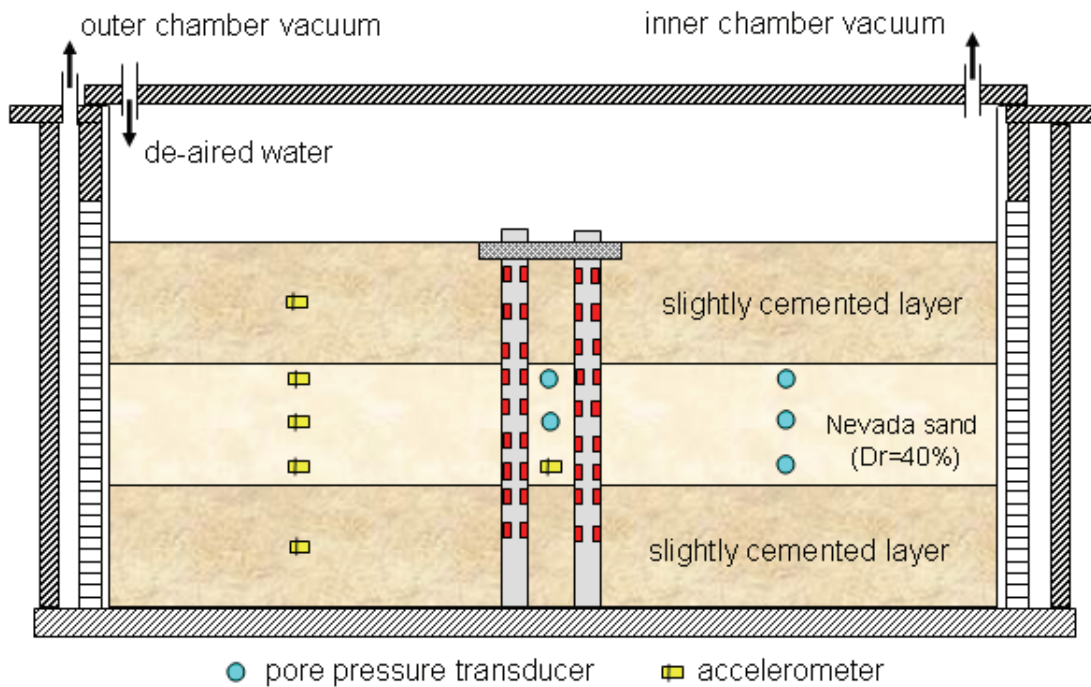 outer chamber vacuum
inner chamber vacuum
de-aired water
slightly cemented layer
Nevada sand
(Dr=40%)
slightly cemented layer
pore pressure transducer
accelerometer